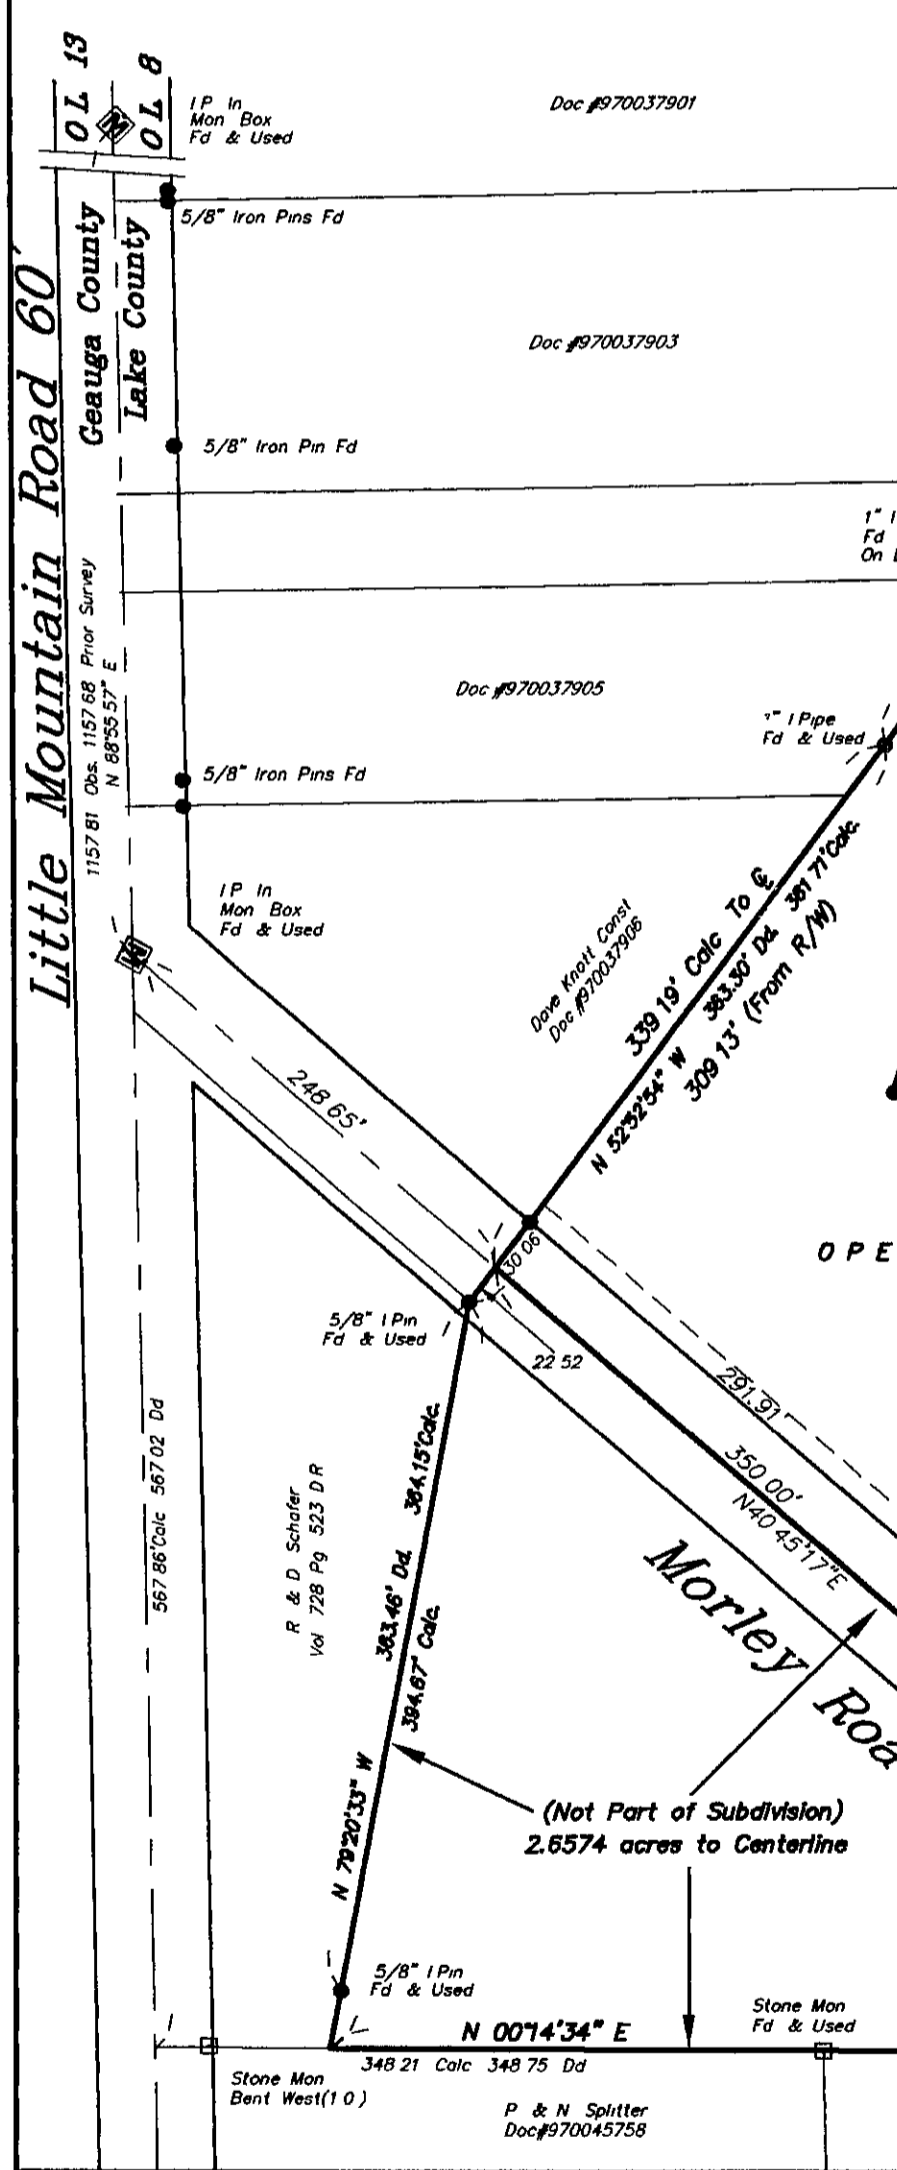 OL 13
OL 8
M
I P In
Mon Box
Fd & Used
Doc #970037901
5/8" Iron Pins Fd
Geauga County
Lake County
Little Mountain Road 60'
Doc #970037903
5/8" Iron Pin Fd
1"
Fd
On
1157 81 Obs. 1157 68 Prior Survey
N 88°55 57" E
Doc #970037905
1" I Pipe
Fd & Used
5/8" Iron Pins Fd
I P In
Mon Box
Fd & Used
M
Dave Knott Const
Doc #970037906
339 19' Calc To ℄
N 52°52'54" W 363.30' Dd. 361 71' Calc.
309 13' (From R/W)
248 65'
OPE
30 06
5/8" I Pin
Fd & Used
22 52
291.91'
350 00'
N40 45'17"E
567 86' Calc 567 02 Dd
R & D Schafer
Vol 728 Pg 523 D R
N 79°20'33" W 363.46' Dd. 364.15' Calc.
394.67' Calc.
Morley Roa
(Not Part of Subdivision)
2.6574 acres to Centerline
5/8" I Pin
Fd & Used
Stone Mon
Fd & Used
N 00°14'34" E
348 21 Calc 348 75 Dd
Stone Mon
Bent West(1 0)
P & N Splitter
Doc#970045758